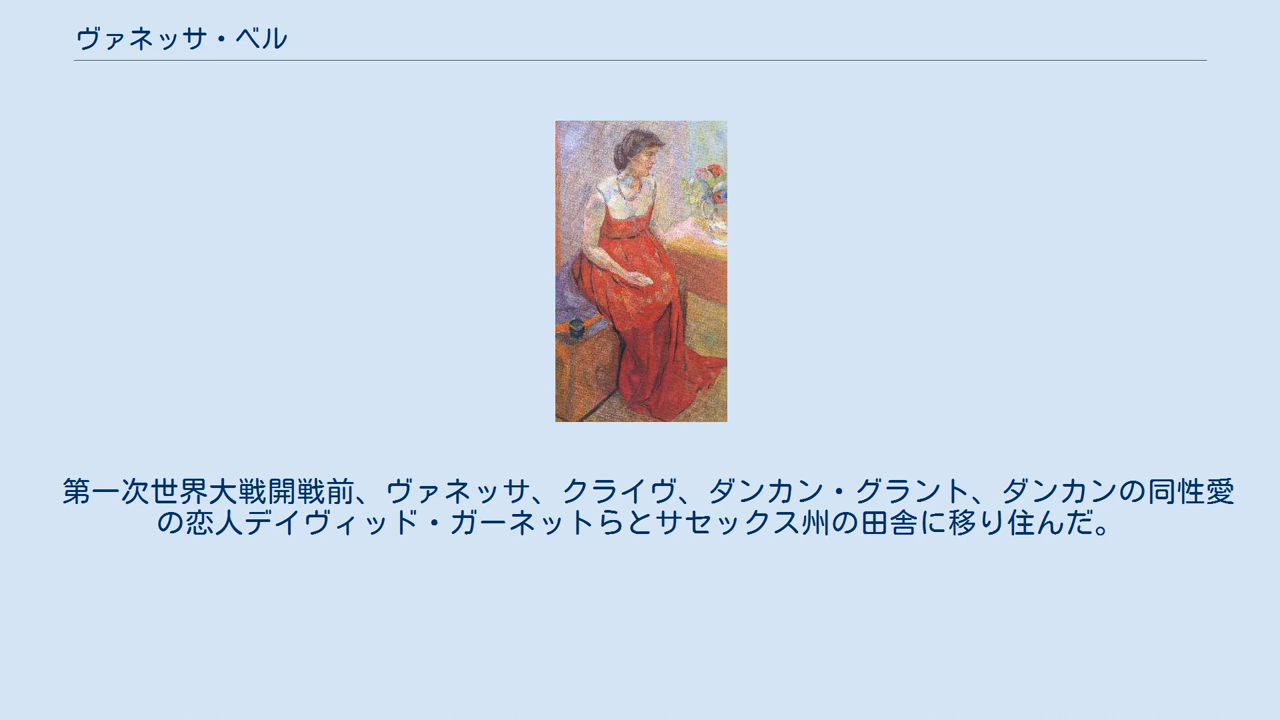 ヴァネッサ・ベル
第一次世界大戦開戦前、ヴァネッサ、クライヴ、ダンカン・グラント、ダンカンの同性愛
の恋人デイヴィッド・ガーネットらとサセックス州の田舎に移り住んだ。